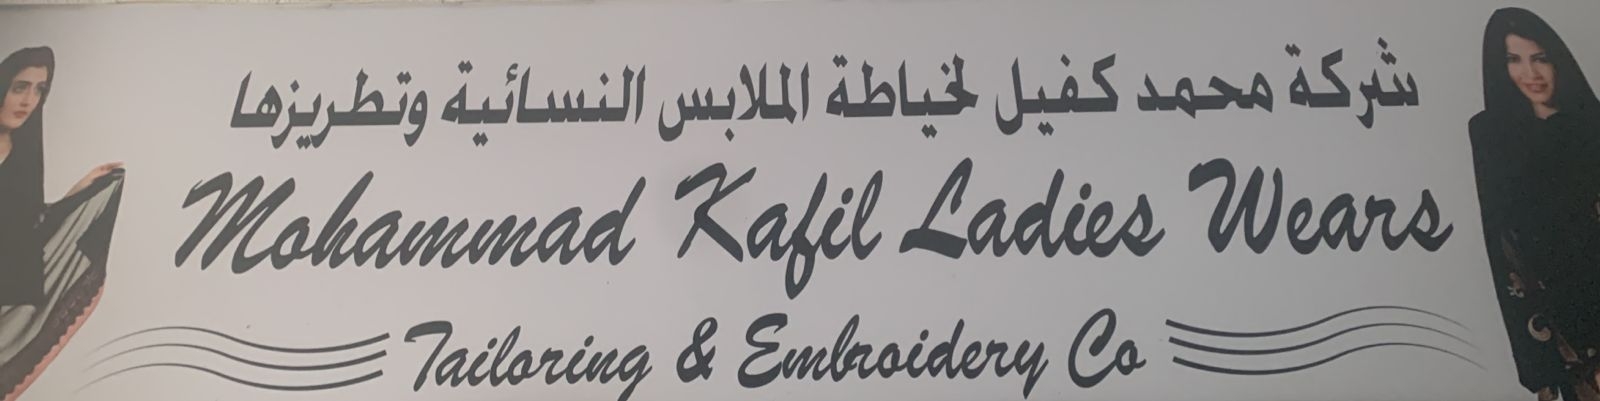 شركة محمد كفيل لخياطة الملابس النسائية وتطريزها
Mohammad Kafil Ladies Wears
Tailoring & Embroidery Co